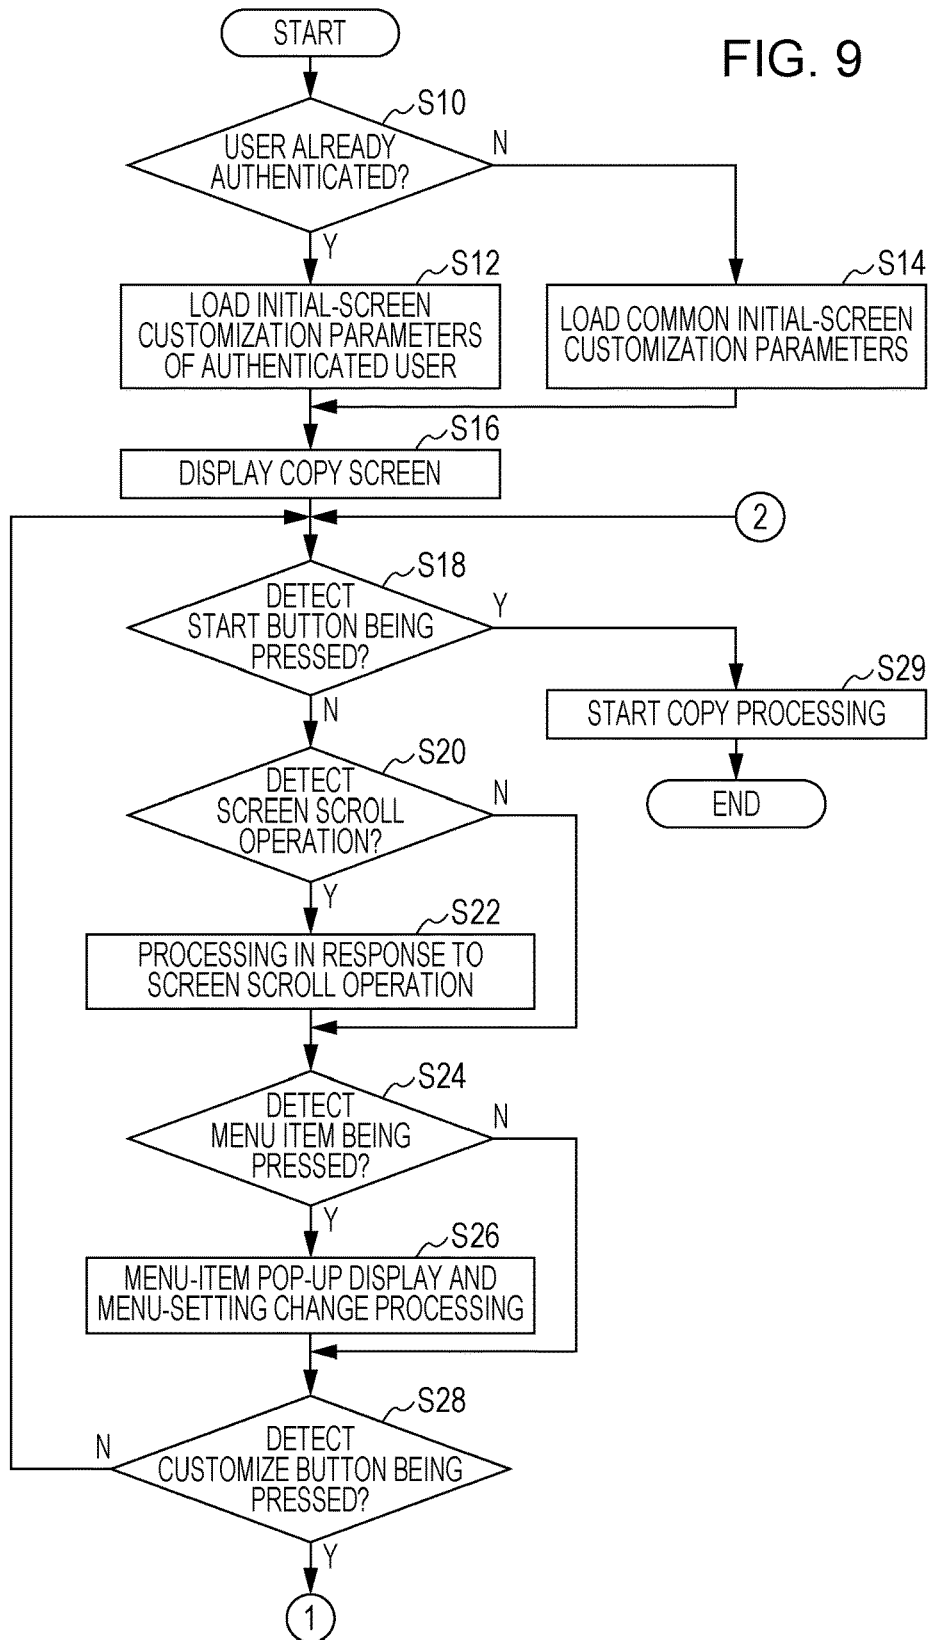 START
FIG. 9
S10
USER ALREADY
AUTHENTICATED?
N
Y
S12
LOAD INITIAL-SCREEN
CUSTOMIZATION PARAMETERS
OF AUTHENTICATED USER
S14
LOAD COMMON INITIAL-SCREEN
CUSTOMIZATION PARAMETERS
S16
DISPLAY COPY SCREEN
2
S18
DETECT
START BUTTON BEING
PRESSED?
Y
N
S29
START COPY PROCESSING
END
S20
DETECT
SCREEN SCROLL
OPERATION?
N
Y
S22
PROCESSING IN RESPONSE TO
SCREEN SCROLL OPERATION
S24
DETECT
MENU ITEM BEING
PRESSED?
N
Y
S26
MENU-ITEM POP-UP DISPLAY AND
MENU-SETTING CHANGE PROCESSING
S28
DETECT
CUSTOMIZE BUTTON BEING
PRESSED?
N
Y
1